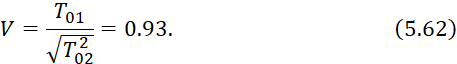 V = T₀₁ / √(T₀₂²) = 0.93. (5.62)